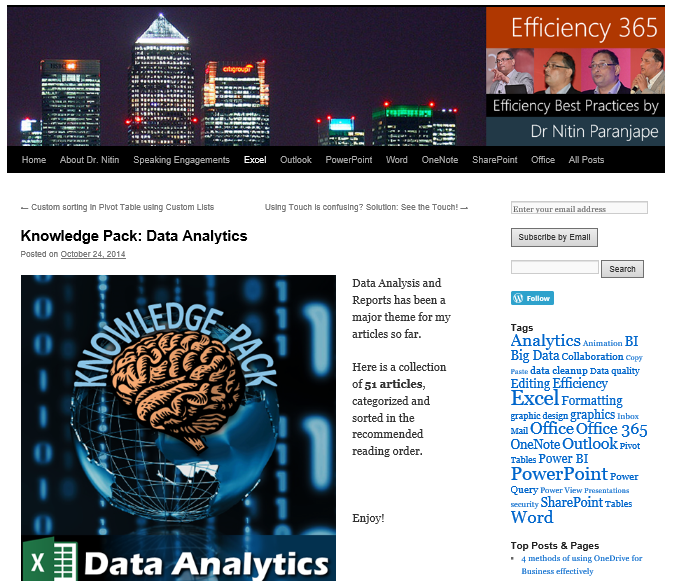 Efficiency 365
citigroup
Efficiency Best Practices by
Dr Nitin Paranjape
Home About Dr. Nitin Speaking Engagements Excel Outlook PowerPoint Word OneNote SharePoint Office All Posts
← Custom sorting in Pivot Table using Custom Lists
Using Touch is confusing? Solution: See the Touch! →
Knowledge Pack: Data Analytics
Posted on October 24, 2014
KNOWLEDGE PACK
X
Data Analytics
Data Analysis and
Reports has been a
major theme for my
articles so far.
Here is a collection
of 51 articles,
categorized and
sorted in the
recommended
reading order.
Enjoy!
Enter your email address
Subscribe by Email
Search
Follow
Tags
Analytics Animation BI
Big Data Collaboration Copy
Paste data cleanup Data quality
Editing Efficiency
Excel Formatting
graphic design graphics Inbox
Mail Office Office 365
OneNote Outlook Pivot
Tables Power BI
PowerPoint Power
Query Power View Presentations
security SharePoint Tables
Word
Top Posts & Pages
4 methods of using OneDrive for
Business effectively